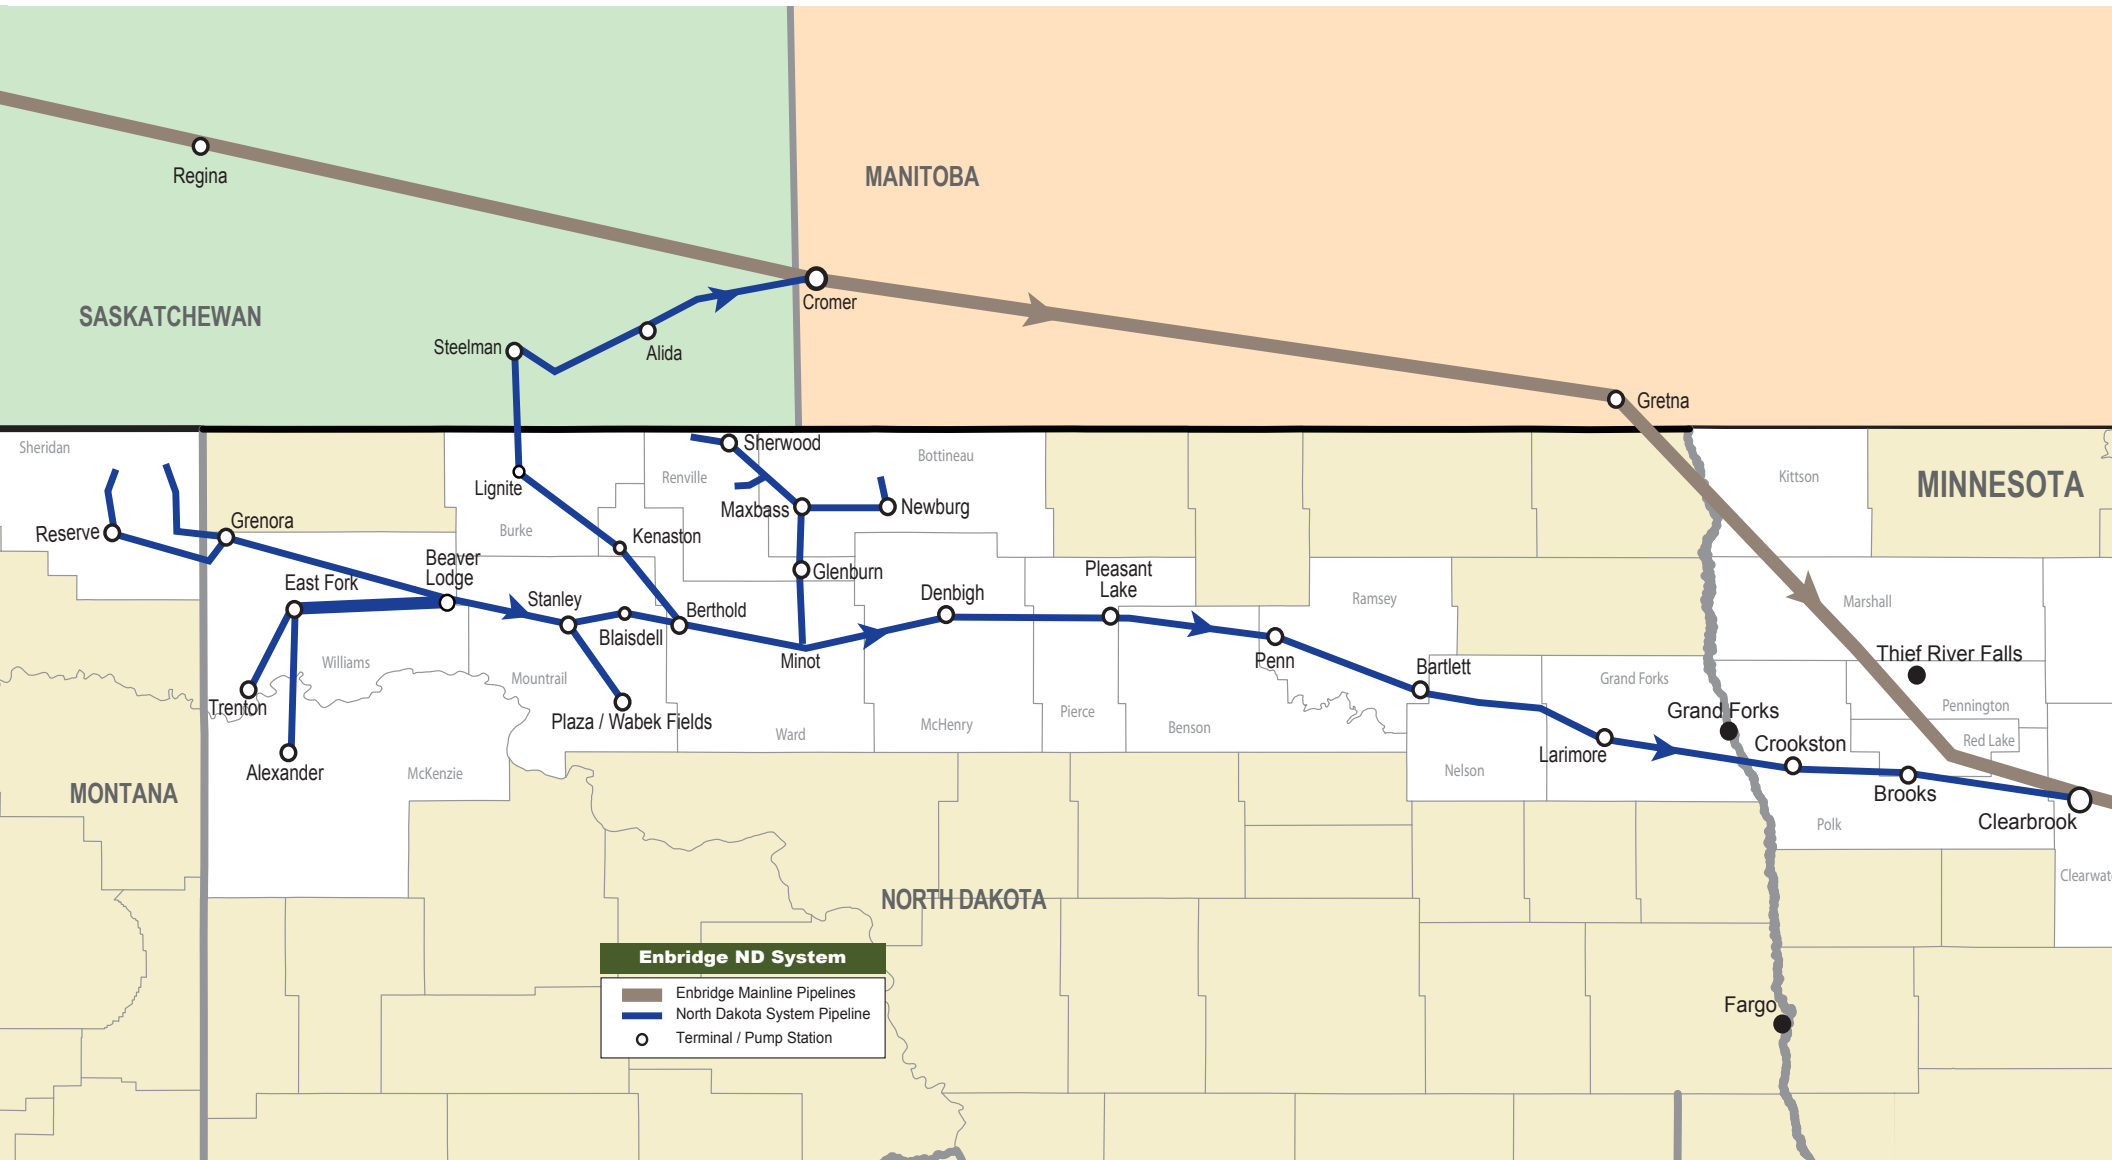 Regina
MANITOBA
SASKATCHEWAN
Cromer
Steelman
Alida
Gretna
Sheridan
Sherwood
Bottineau
Renville
Kittson
MINNESOTA
Lignite
Maxbass
Newburg
Reserve
Grenora
Burke
Kenaston
Beaver
Lodge
East Fork
Glenburn
Pleasant
Lake
Stanley
Denbigh
Ramsey
Marshall
Berthold
Blaisdell
Minot
Penn
Bartlett
Thief River Falls
Williams
Mountrail
Grand Forks
Trenton
Plaza / Wabek Fields
McHenry
Pierce
Benson
Ward
Grand Forks
Pennington
Red Lake
Crookston
Larimore
Alexander
McKenzie
Nelson
MONTANA
Brooks
Polk
Clearbrook
Clearwat
NORTH DAKOTA
Enbridge ND System
Enbridge Mainline Pipelines
North Dakota System Pipeline
Terminal / Pump Station
Fargo